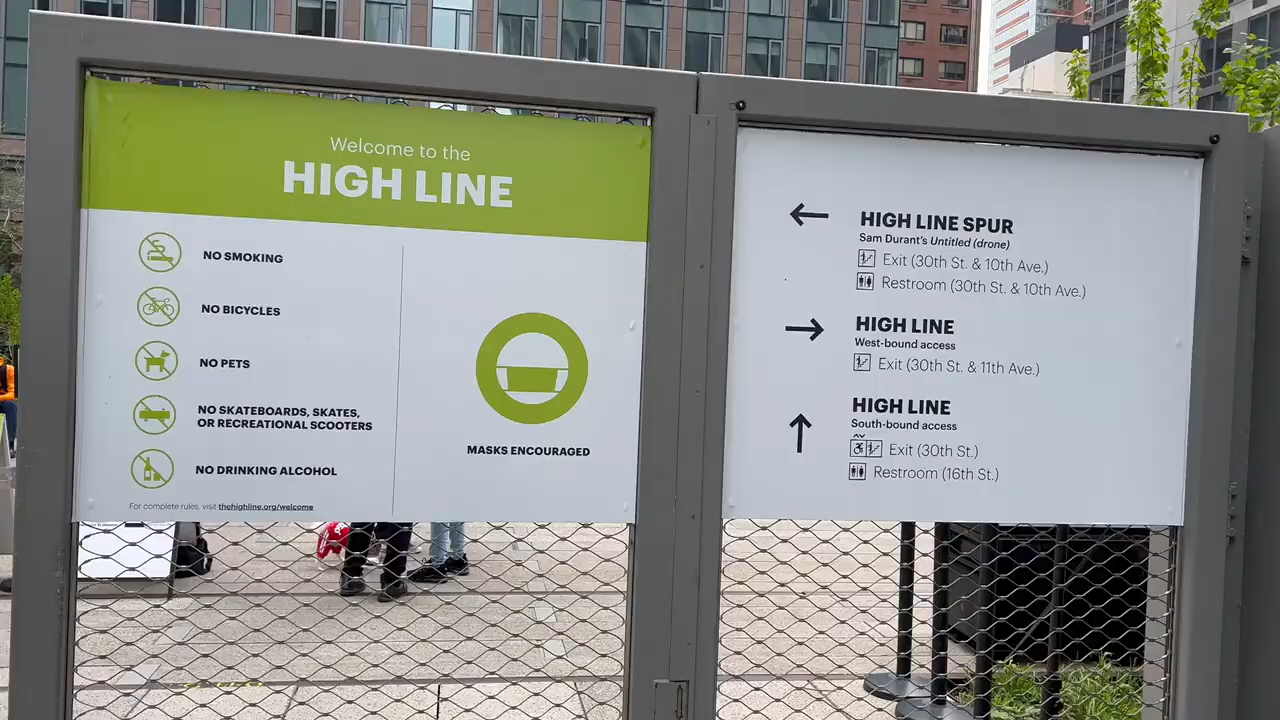 Welcome to the
HIGH LINE
NO SMOKING
NO BICYCLES
NO PETS
NO SKATEBOARDS, SKATES,
OR RECREATIONAL SCOOTERS
NO DRINKING ALCOHOL
For complete rules, visit thehighline.org/welcome
MASKS ENCOURAGED
HIGH LINE SPUR
Sam Durant's Untitled (drone)
Exit (30th St. & 10th Ave.)
Restroom (30th St. & 10th Ave.)
HIGH LINE
West-bound access
Exit (30th St. & 11th Ave.)
HIGH LINE
South-bound access
Exit (30th St.)
Restroom (16th St.)